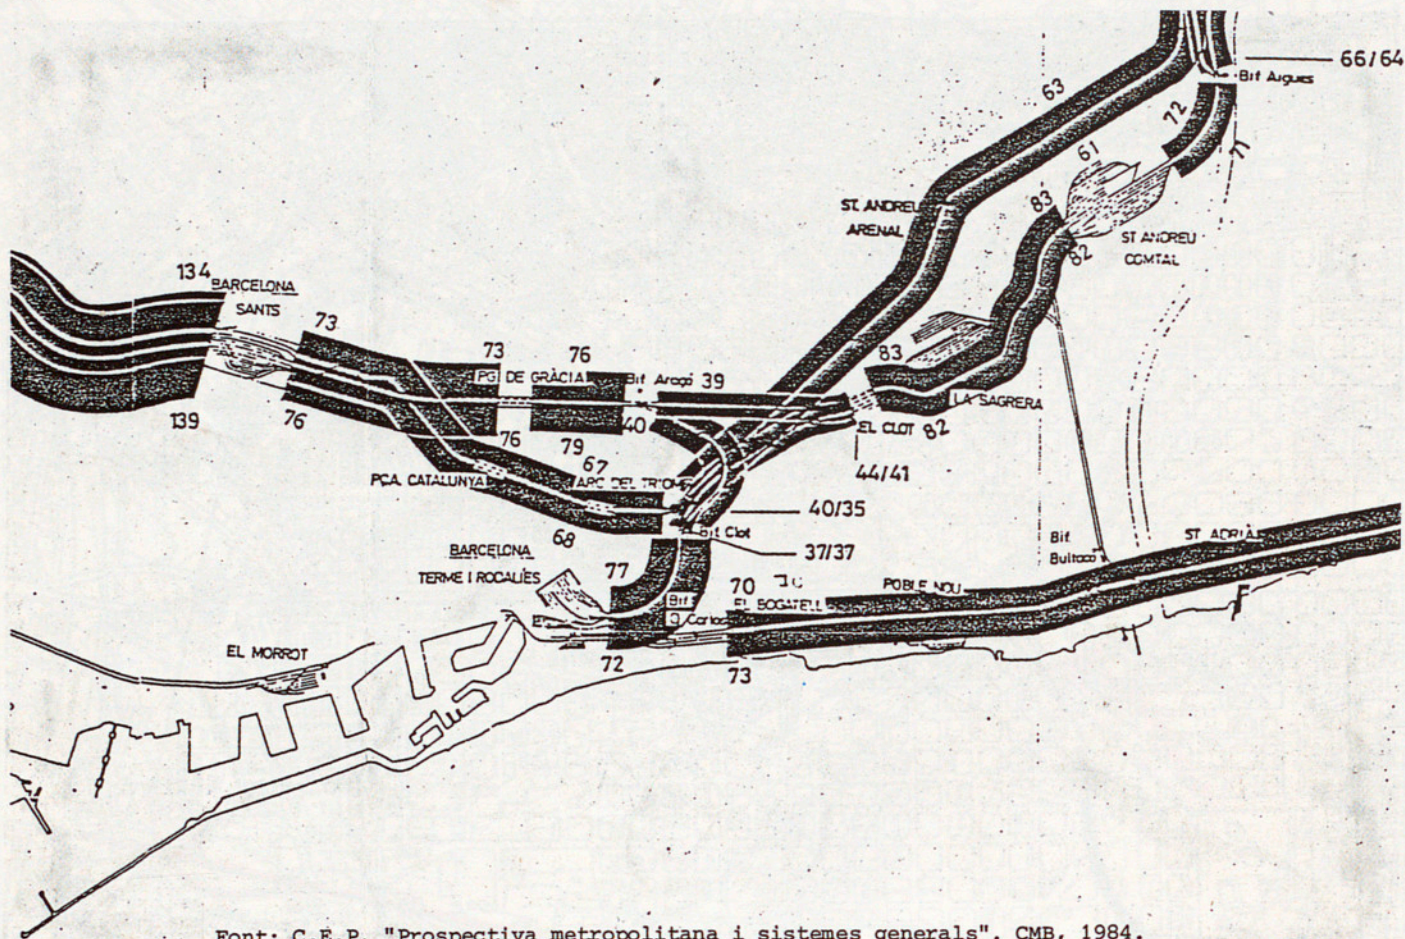 66/64
Bif Aigues
63
72
71
61
83
82
ST. ANDREU
ARENAL
ST ANDREU
COMTAL
134
BARCELONA
SANTS
73
73
76
PG. DE GRÀCIA
Bif Aragó
39
83
LA SAGRERA
139
76
40
EL CLOT
82
76
79
67
44/41
PÇA. CATALUNYA
ARC DEL TRIOMF
40/35
Bif Clot
68
37/37
BARCELONA
TERME I RODALIES
77
70
EL BOGATELL
POBLE NOU
Bif.
ST ADRIÀ
Bif
Carlos
EL MORROT
72
73
Font: C.E.P. "Prospectiva metropolitana i sistemes generals". CMB, 1984.